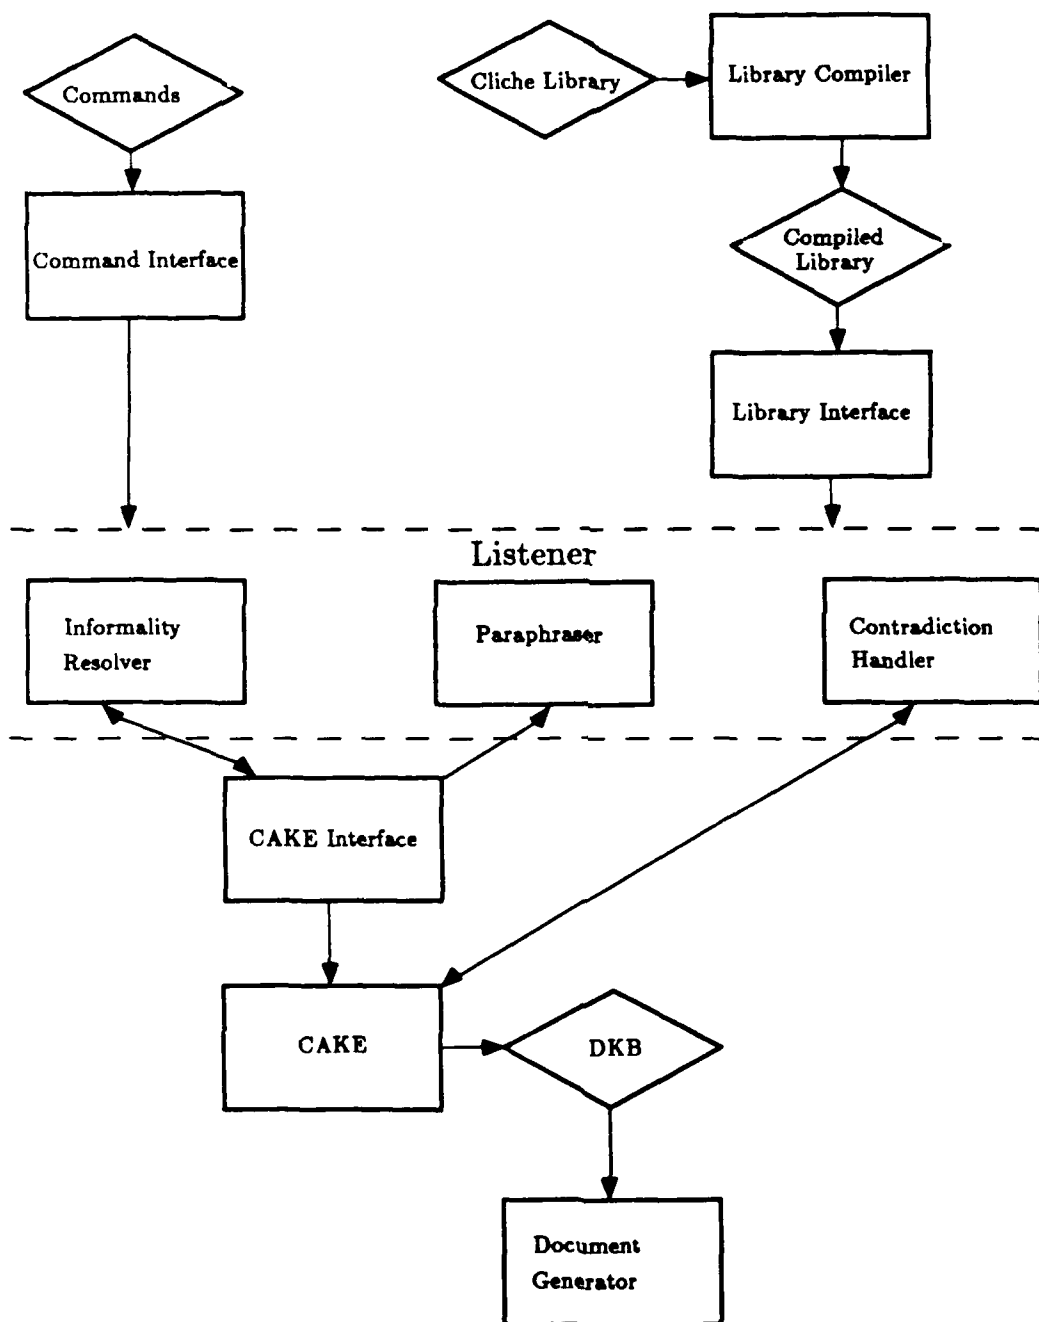 Commands
Cliche Library
Library Compiler
Command Interface
Compiled
Library
Library Interface
Listener
Informality
Resolver
Paraphraser
Contradiction
Handler
CAKE Interface
CAKE
DKB
Document
Generator